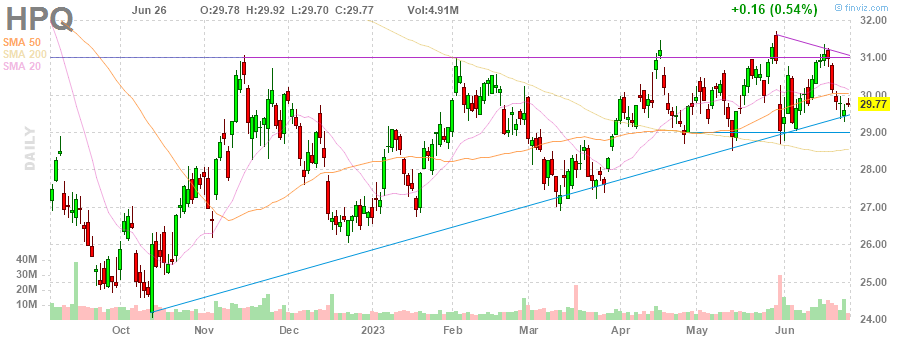 HPQ
Jun 26 O:29.78 H:29.92 L:29.70 C:29.77 Vol:4.91M +0.16 (0.54%) © finviz.com
SMA 50
SMA 200
SMA 20
DAILY
32.00
31.00
30.00
29.77
29.00
28.00
27.00
26.00
25.00
24.00
40M
30M
20M
10M
Oct Nov Dec 2023 Feb Mar Apr May Jun